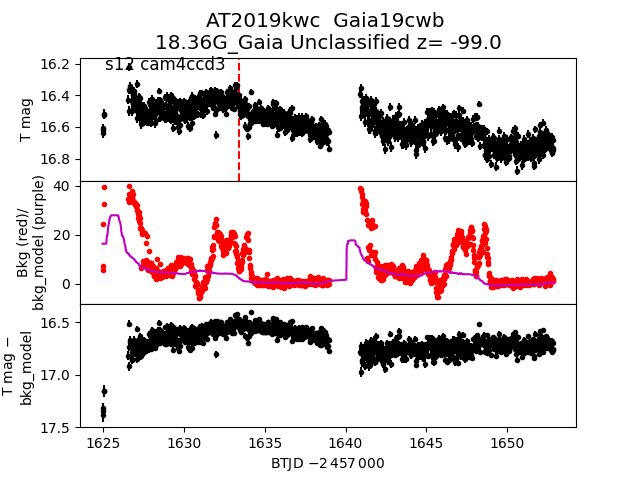 AT2019kwc  Gaia19cwb
18.36G_Gaia Unclassified z= -99.0
s12 cam4ccd3
T mag
16.2
16.4
16.6
16.8
Bkg (red)/
bkg_model (purple)
40
20
0
T mag −
bkg_model
16.5
17.0
17.5
1625 1630 1635 1640 1645 1650
BTJD −2 457 000